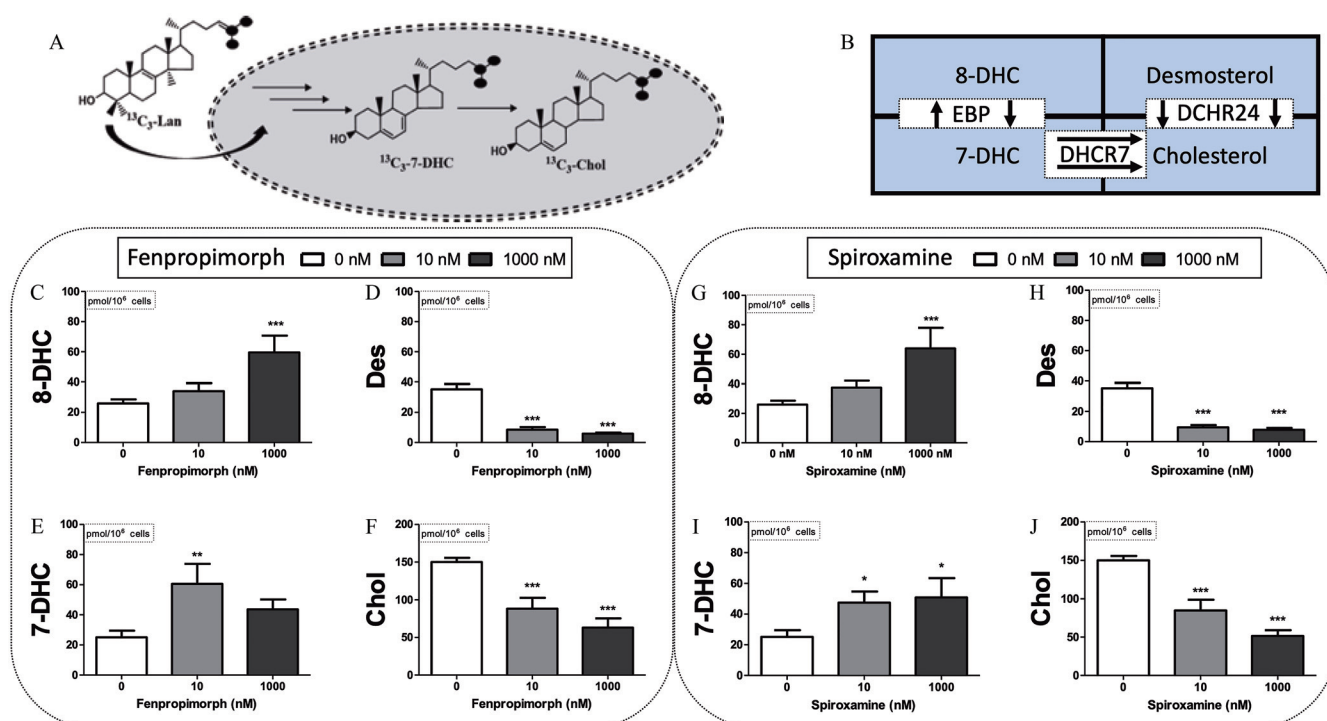 A
HO
¹³C₃-Lan
HO
¹³C₃-7-DHC
HO
¹³C₃-Chol
B
8-DHC
Desmosterol
EBP
DCHR24
7-DHC
DHCR7
Cholesterol
Fenpropimorph 0 nM 10 nM 1000 nM
C
pmol/10⁶ cells
8-DHC
100
80
60
40
20
0
***
0 10 1000
Fenpropimorph (nM)
D
pmol/10⁶ cells
Des
100
80
60
40
20
0
*** ***
0 10 1000
Fenpropimorph (nM)
E
pmol/10⁶ cells
7-DHC
100
80
60
40
20
0
**
0 10 1000
Fenpropimorph (nM)
F
pmol/10⁶ cells
Chol
200
150
100
50
0
*** ***
0 10 1000
Fenpropimorph (nM)
Spiroxamine 0 nM 10 nM 1000 nM
G
pmol/10⁶ cells
8-DHC
100
80
60
40
20
0
***
0 nM 10 nM 1000 nM
Spiroxamine (nM)
H
pmol/10⁶ cells
Des
100
80
60
40
20
0
*** ***
0 10 1000
Spiroxamine (nM)
I
pmol/10⁶ cells
7-DHC
100
80
60
40
20
0
* *
0 10 1000
Spiroxamine (nM)
J
pmol/10⁶ cells
Chol
200
150
100
50
0
*** ***
0 10 1000
Spiroxamine (nM)